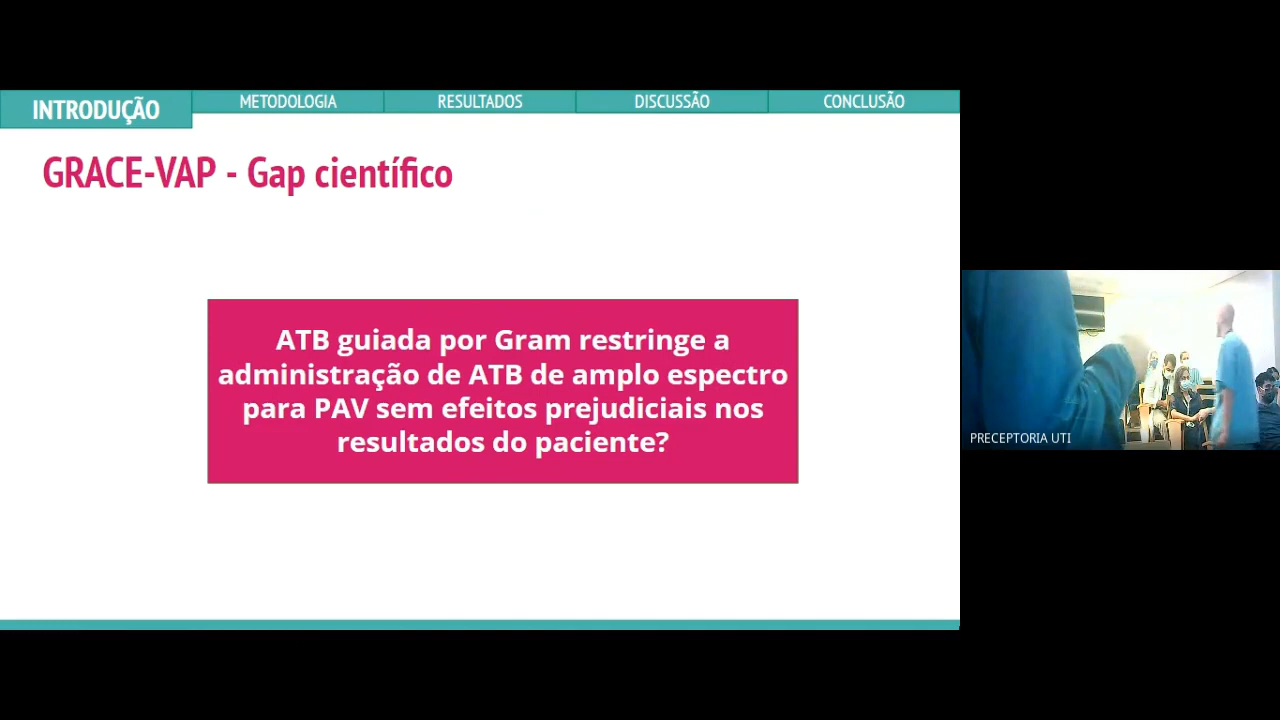 INTRODUÇÃO
METODOLOGIA
RESULTADOS
DISCUSSÃO
CONCLUSÃO
GRACE-VAP - Gap científico
ATB guiada por Gram restringe a
administração de ATB de amplo espectro
para PAV sem efeitos prejudiciais nos
resultados do paciente?
PRECEPTORIA UTI